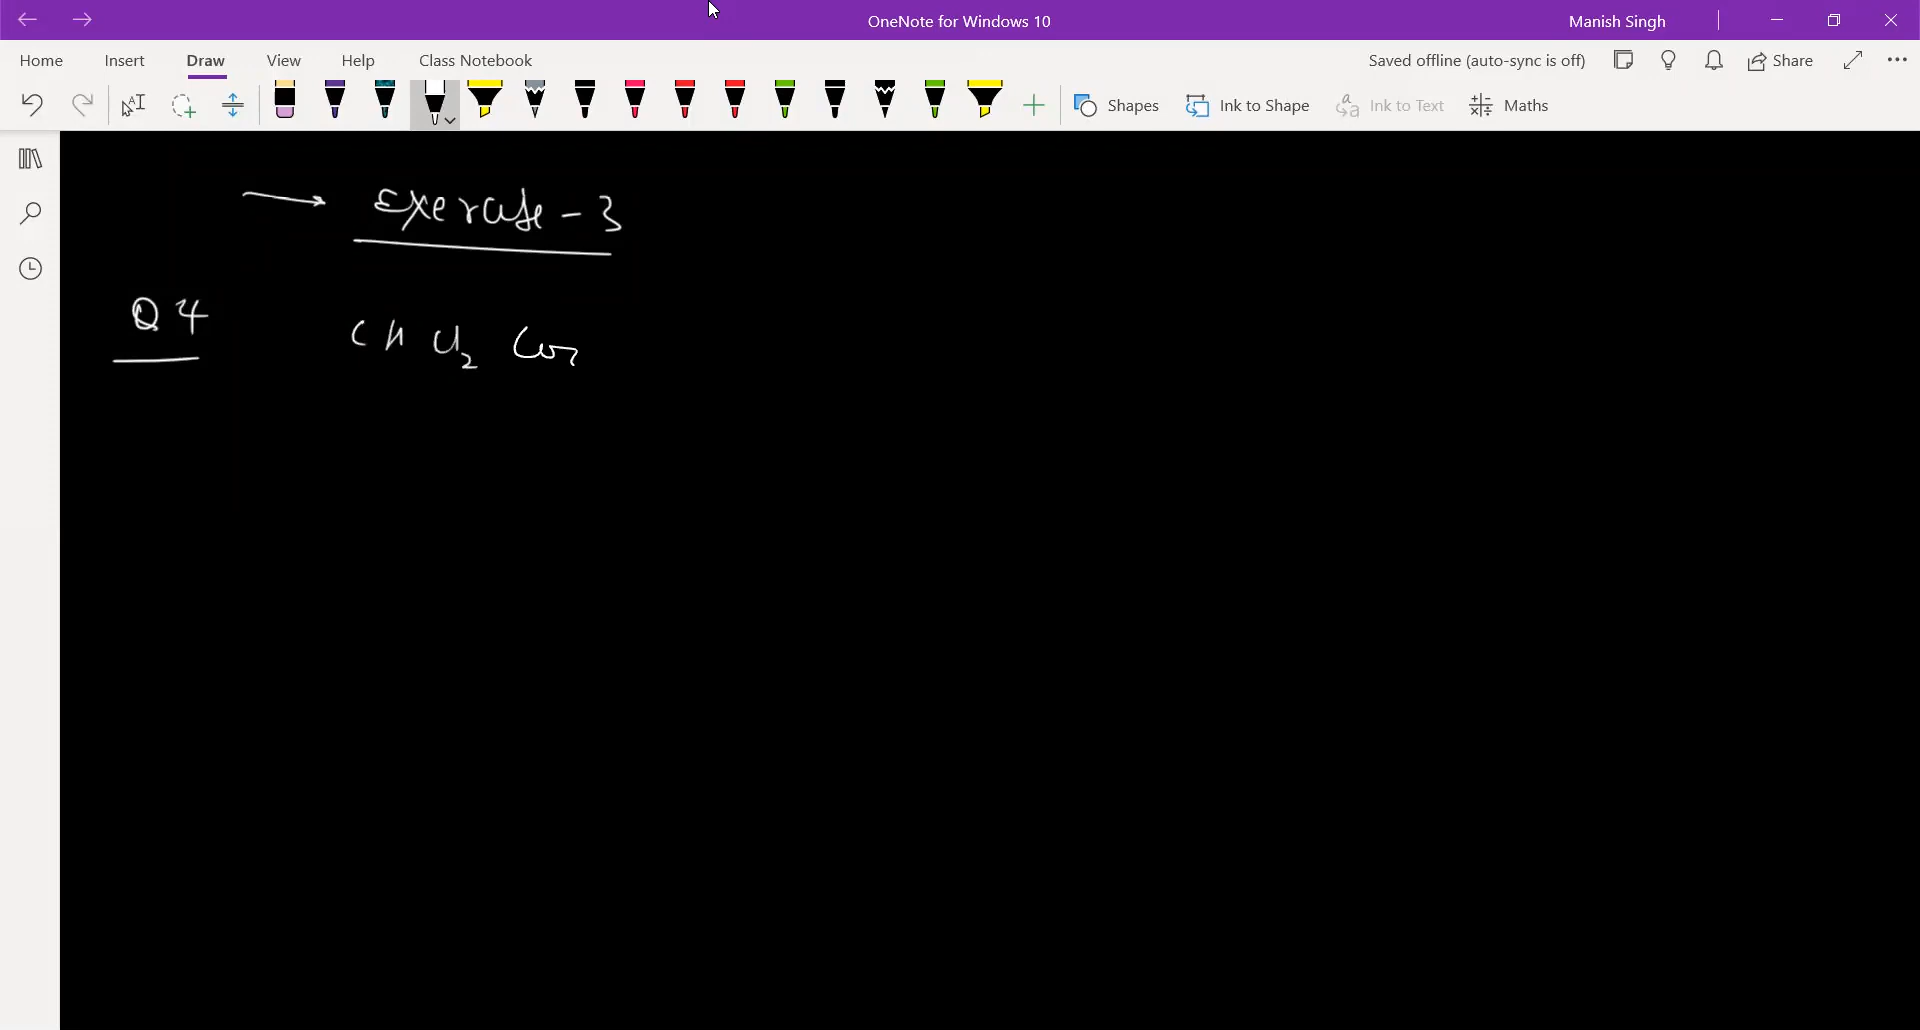 OneNote for Windows 10
Manish Singh
Home Insert Draw View Help Class Notebook
Saved offline (auto-sync is off) Share
Shapes Ink to Shape Ink to Text Maths
→ Exercise - 3
Q4 CHCl₂